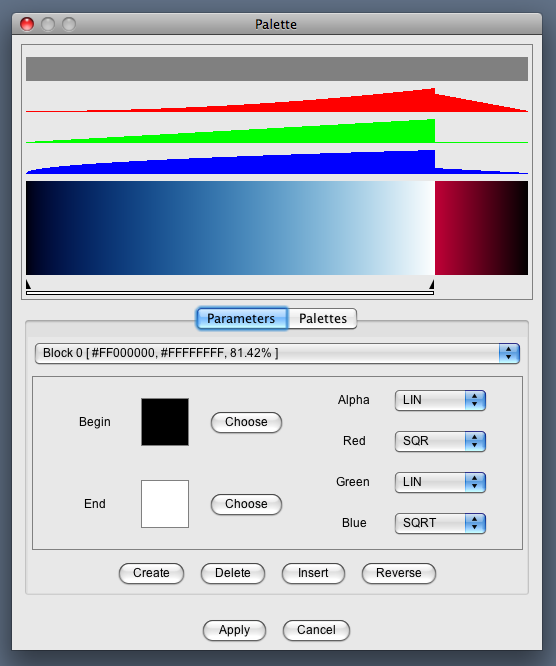 Palette
Parameters Palettes
Block 0 [ #FF000000, #FFFFFFFF, 81.42% ]
Begin Choose Alpha LIN
Red SQR
End Choose Green LIN
Blue SQRT
Create Delete Insert Reverse
Apply Cancel